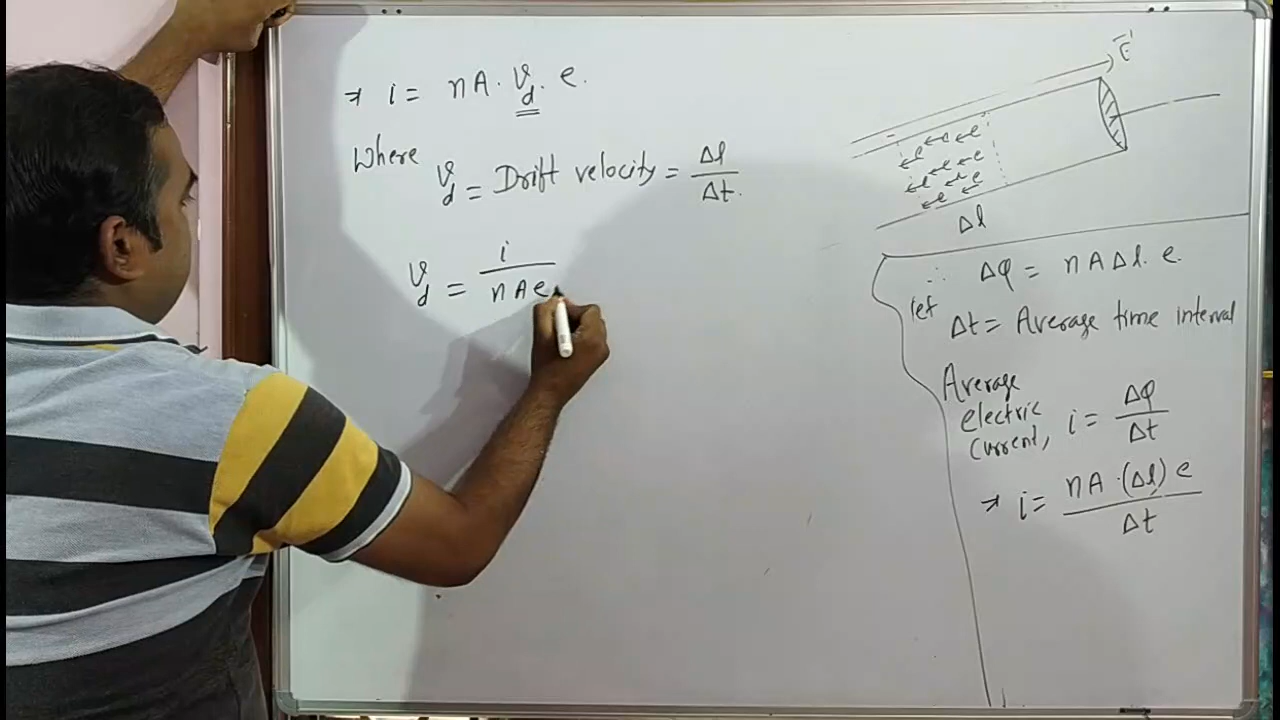 ⇒ i = nA · v_d · e.
Where v_d = Drift velocity = Δl/Δt.
v_d = i/nAe
E⃗
e e e
e e e
e e e
e e
Δl
∴ ΔQ = nAΔl. e.
let Δt = Average time interval
Average
electric
current, i = ΔQ/Δt
⇒ i = nA·(Δl) e/Δt